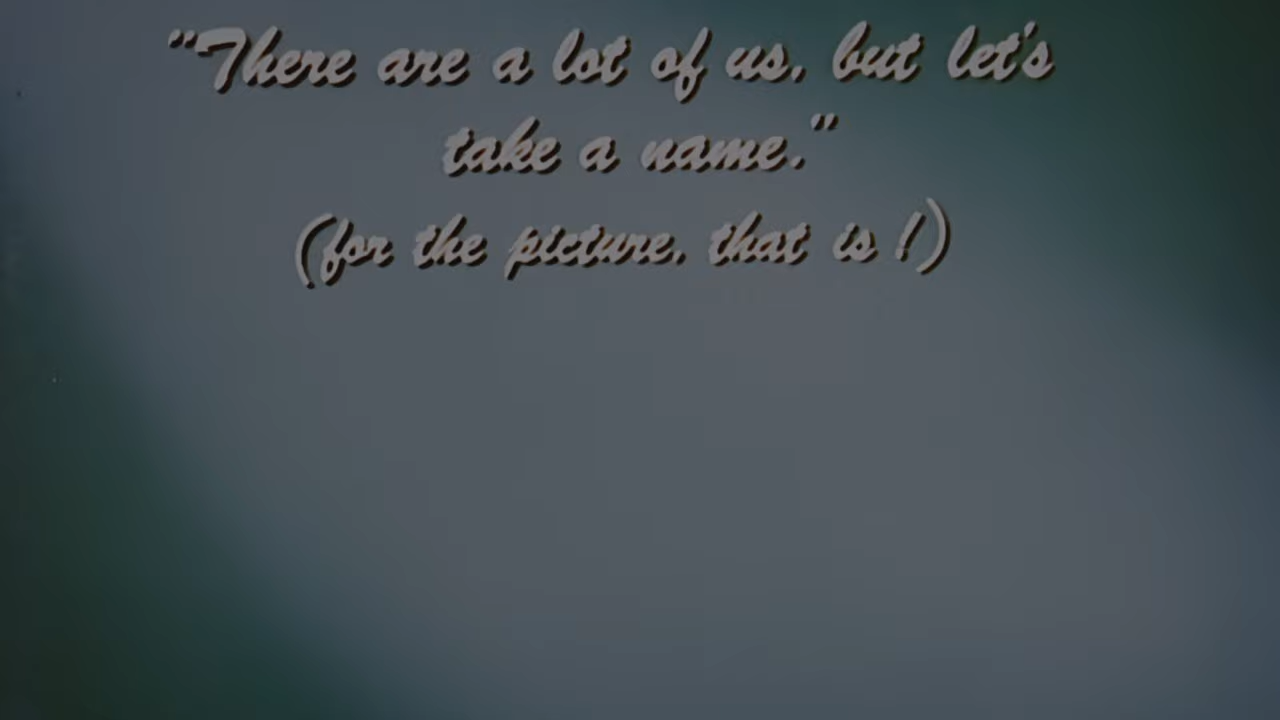 "There are a lot of us, but let's
take a name."
(for the picture, that is!)